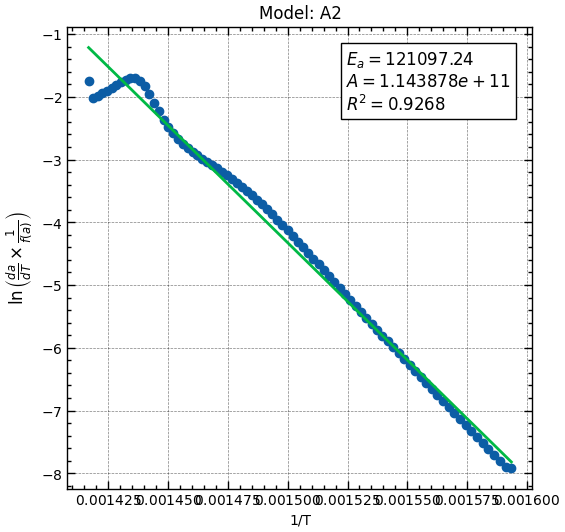 Model: A2
E_a = 121097.24
A = 1.143878e + 11
R^2 = 0.9268
−1
−2
−3
−4
−5
−6
−7
−8
ln (da/dT × 1/f(a))
0.001425 0.001450 0.001475 0.001500 0.001525 0.001550 0.001575 0.001600
1/T